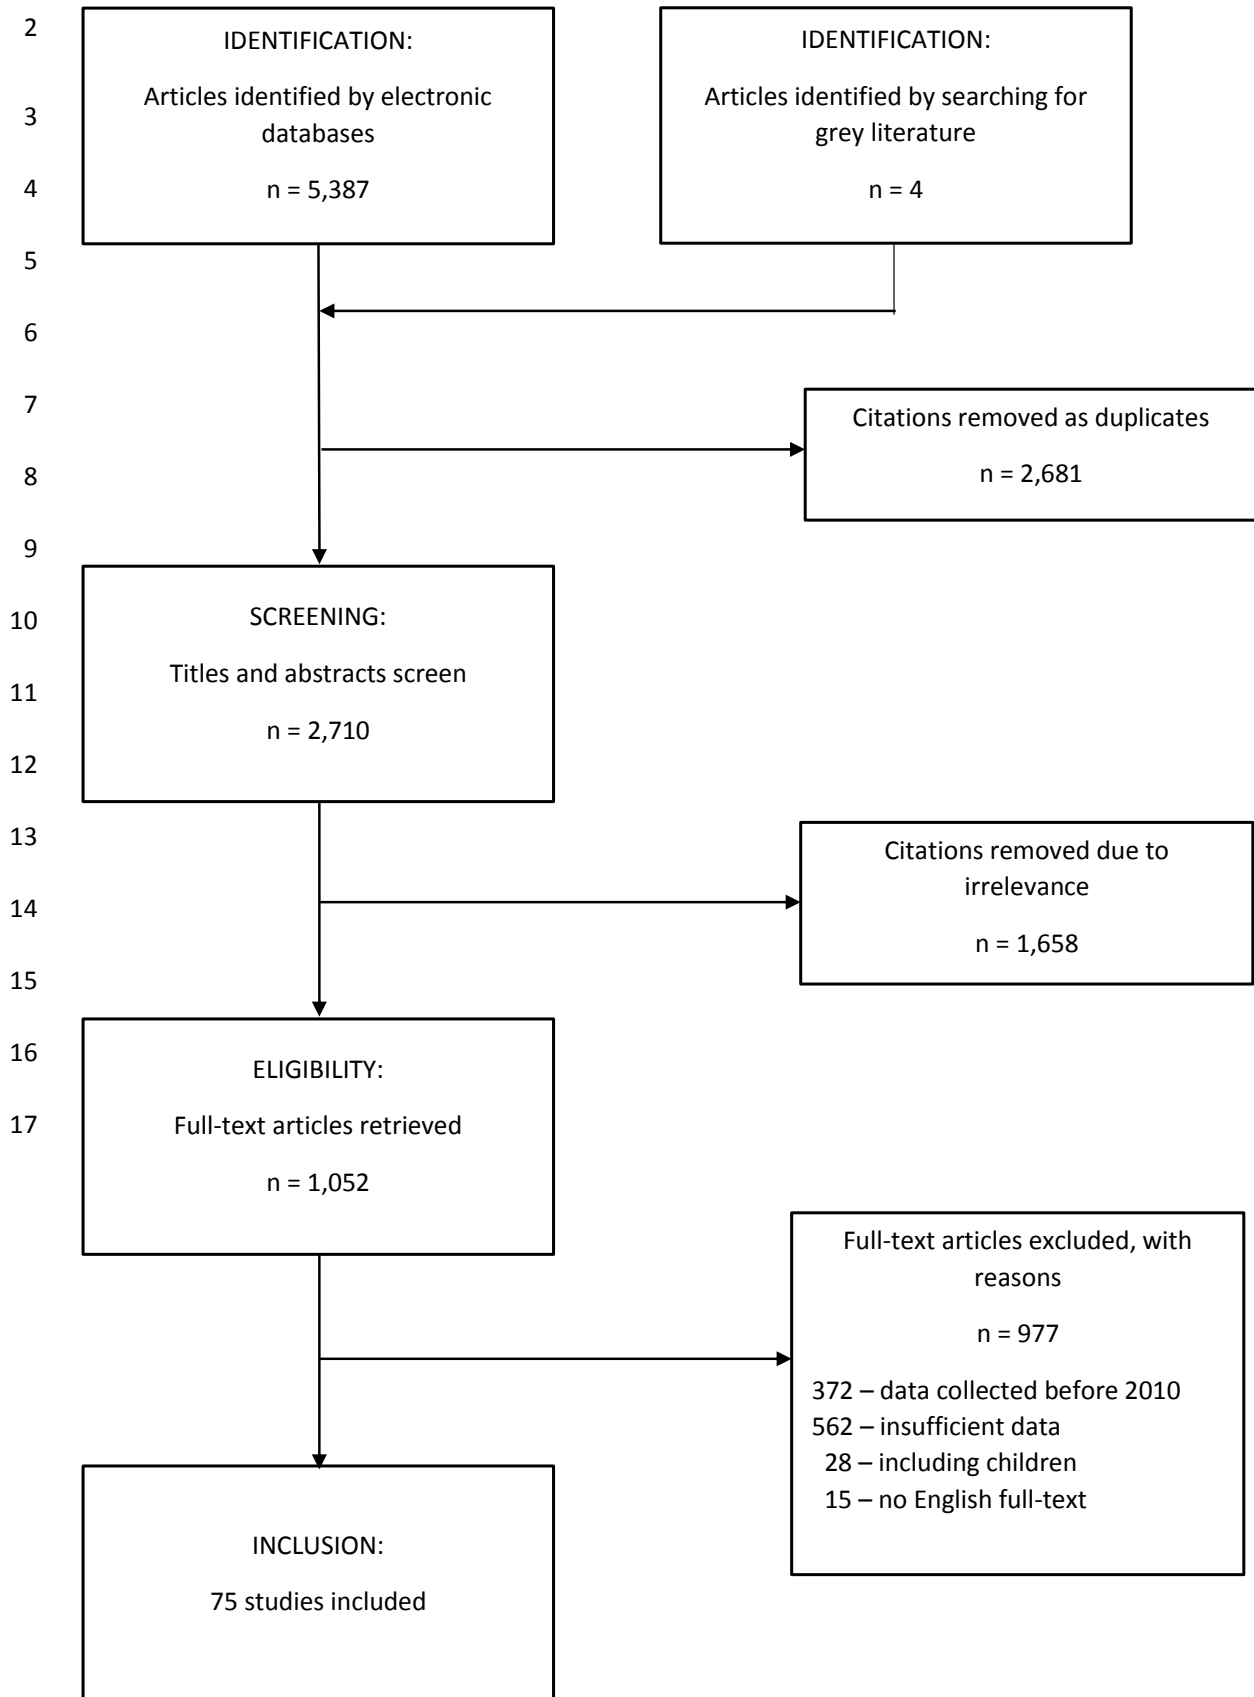 2
IDENTIFICATION:
Articles identified by electronic
databases
n = 5,387
IDENTIFICATION:
Articles identified by searching for
grey literature
n = 4
3
4
5
6
7
Citations removed as duplicates
n = 2,681
8
9
SCREENING:
Titles and abstracts screen
n = 2,710
10
11
12
13
Citations removed due to
irrelevance
n = 1,658
14
15
ELIGIBILITY:
Full-text articles retrieved
n = 1,052
16
17
Full-text articles excluded, with
reasons
n = 977
372 – data collected before 2010
562 – insufficient data
28 – including children
15 – no English full-text
INCLUSION:
75 studies included